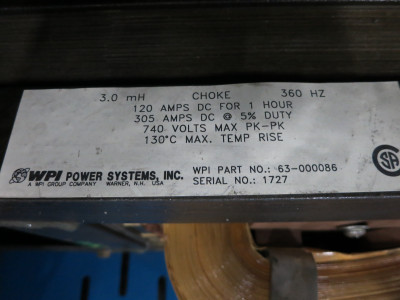 3.0 mH CHOKE 360 HZ
120 AMPS DC FOR 1 HOUR
305 AMPS DC @ 5% DUTY
740 VOLTS MAX PK-PK
130°C MAX. TEMP RISE
WPI POWER SYSTEMS, INC.
A WPI GROUP COMPANY WARNER, N.H. USA
WPI PART NO.: 63-000086
SERIAL NO.: 1727
SA